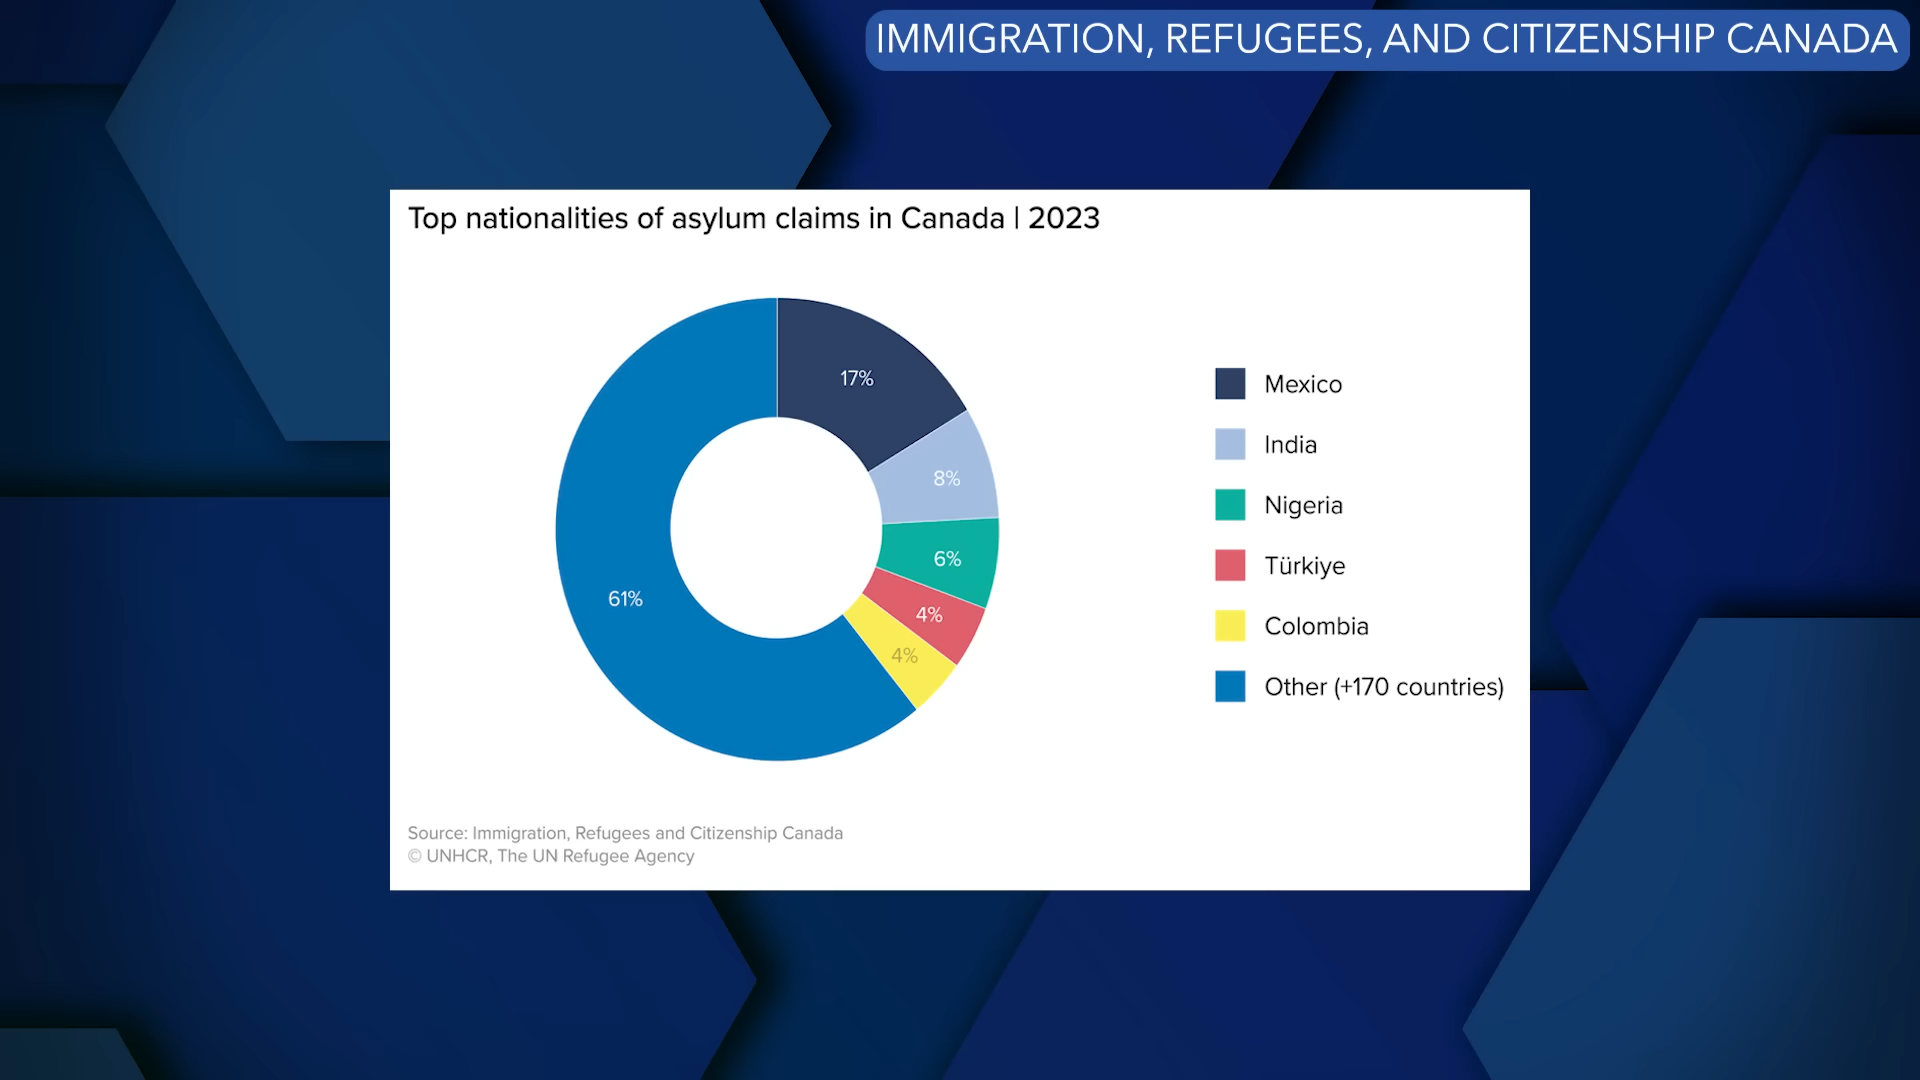 IMMIGRATION, REFUGEES, AND CITIZENSHIP CANADA
Top nationalities of asylum claims in Canada | 2023
17%
8%
6%
4%
4%
61%
Mexico
India
Nigeria
Türkiye
Colombia
Other (+170 countries)
Source: Immigration, Refugees and Citizenship Canada
© UNHCR, The UN Refugee Agency